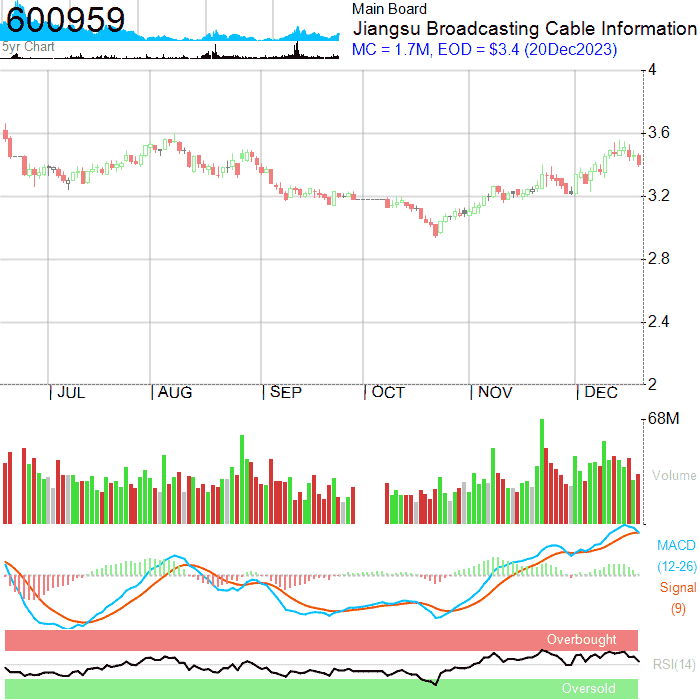 600959
5yr Chart
Main Board
Jiangsu Broadcasting Cable Information
MC = 1.7M, EOD = $3.4 (20Dec2023)
4
3.6
3.2
2.8
2.4
2
JUL AUG SEP OCT NOV DEC
68M
Volume
MACD
(12-26)
Signal
(9)
Overbought
RSI(14)
Oversold